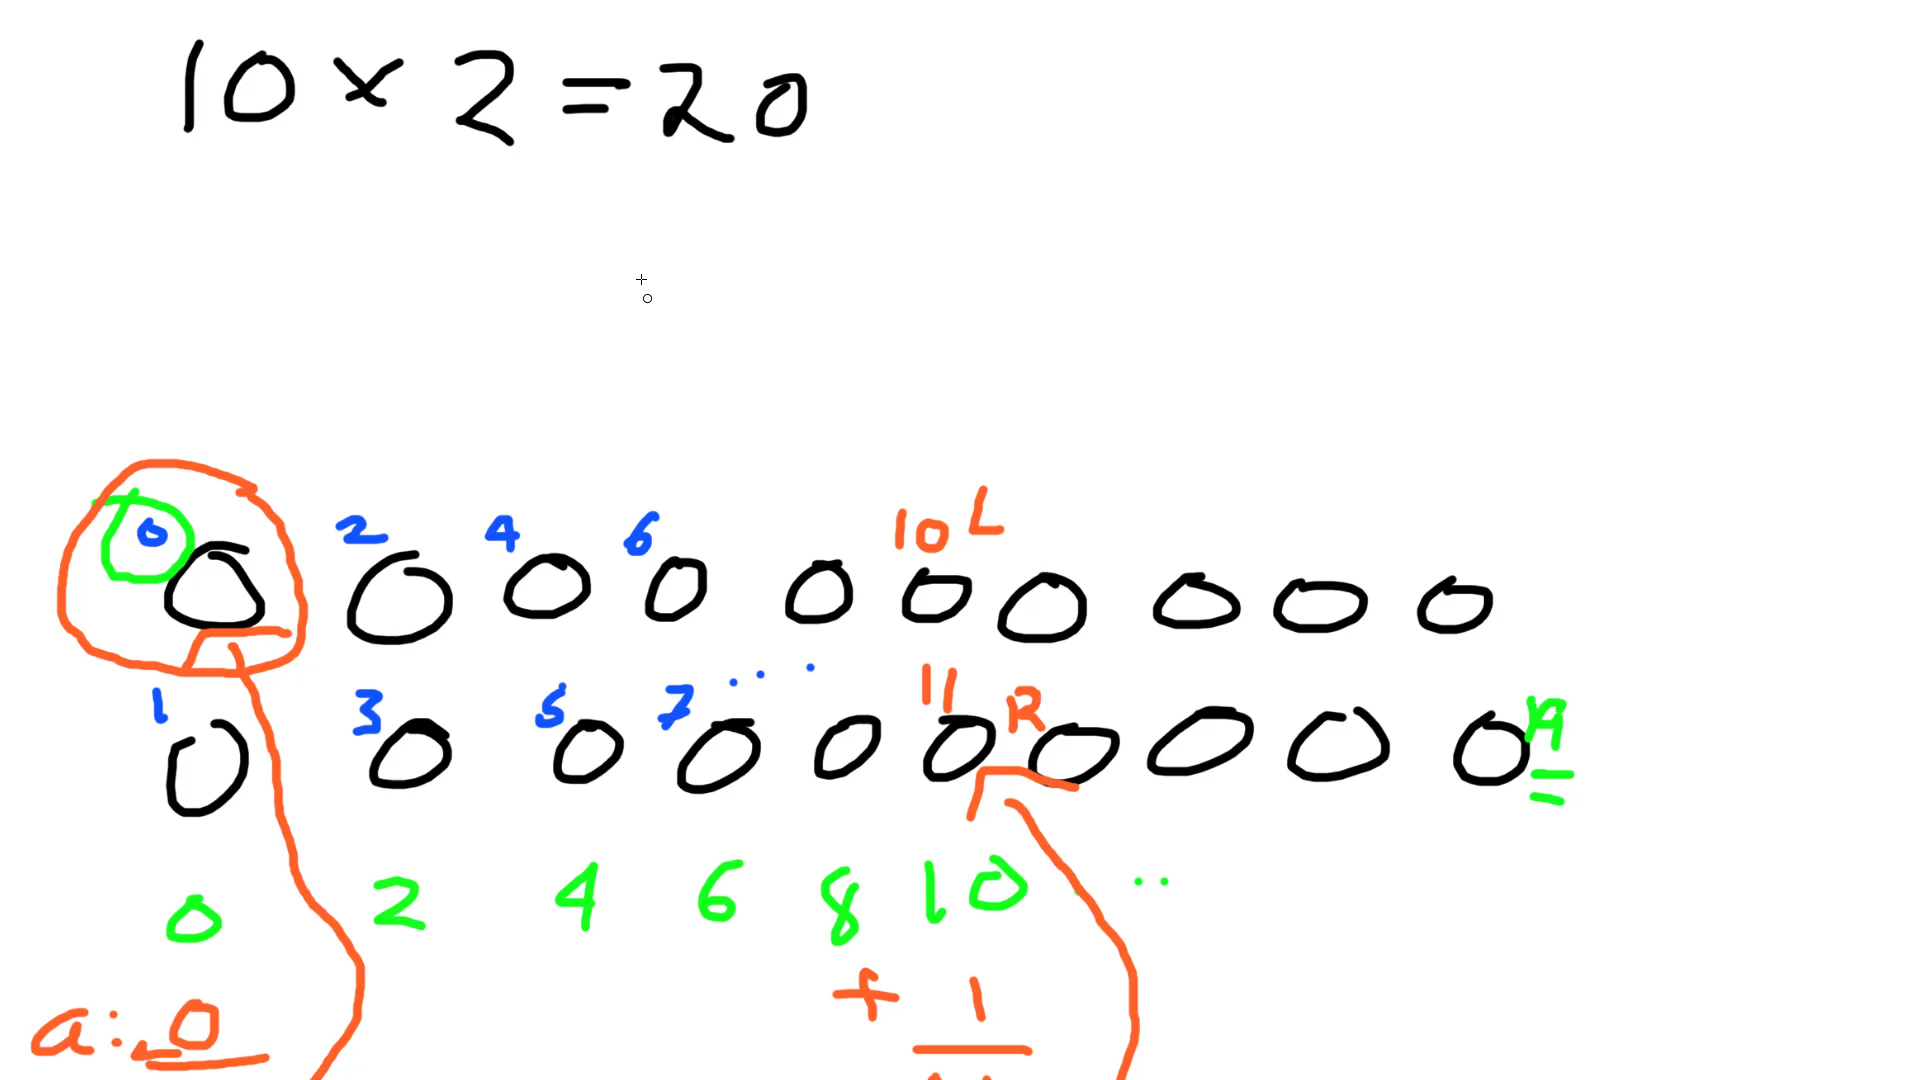 10 × 2 = 20
0 2 4 6 10 L
1 3 5 7 . . . 11 R 19
0 2 4 6 8 10 ..
a: 0 + 1